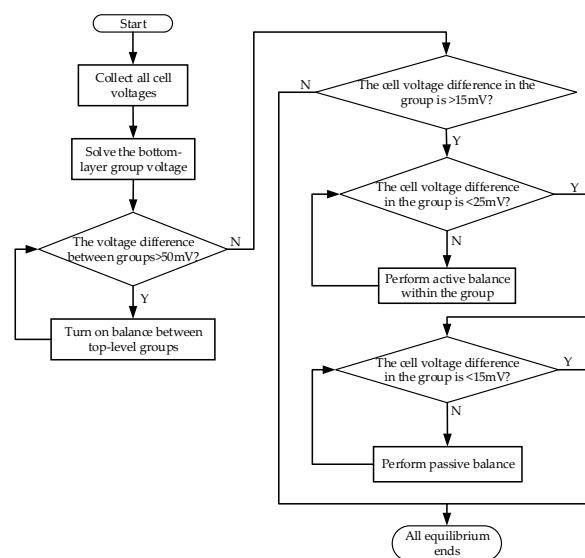 Start
Collect all cell
voltages
Solve the bottom-
layer group voltage
The voltage difference
between groups>50mV?
N
Y
Turn on balance between
top-level groups
N
The cell voltage difference in the
group is >15mV?
Y
The cell voltage difference
in the group is <25mV?
Y
N
Perform active balance
within the group
The cell voltage difference
in the group is <15mV?
Y
N
Perform passive balance
All equilibrium
ends